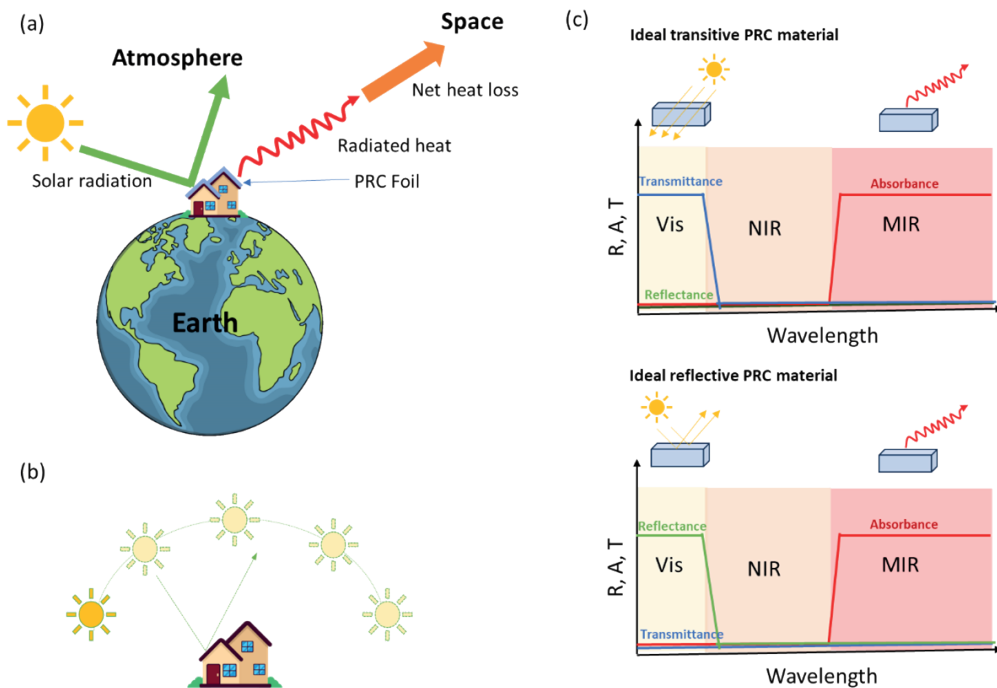 (a)
Space
Atmosphere
Net heat loss
Radiated heat
Solar radiation
PRC Foil
Earth
(b)
(c)
Ideal transitive PRC material
Transmittance
Absorbance
Vis
NIR
MIR
Reflectance
R, A, T
Wavelength
Ideal reflective PRC material
Reflectance
Absorbance
Vis
NIR
MIR
Transmittance
R, A, T
Wavelength